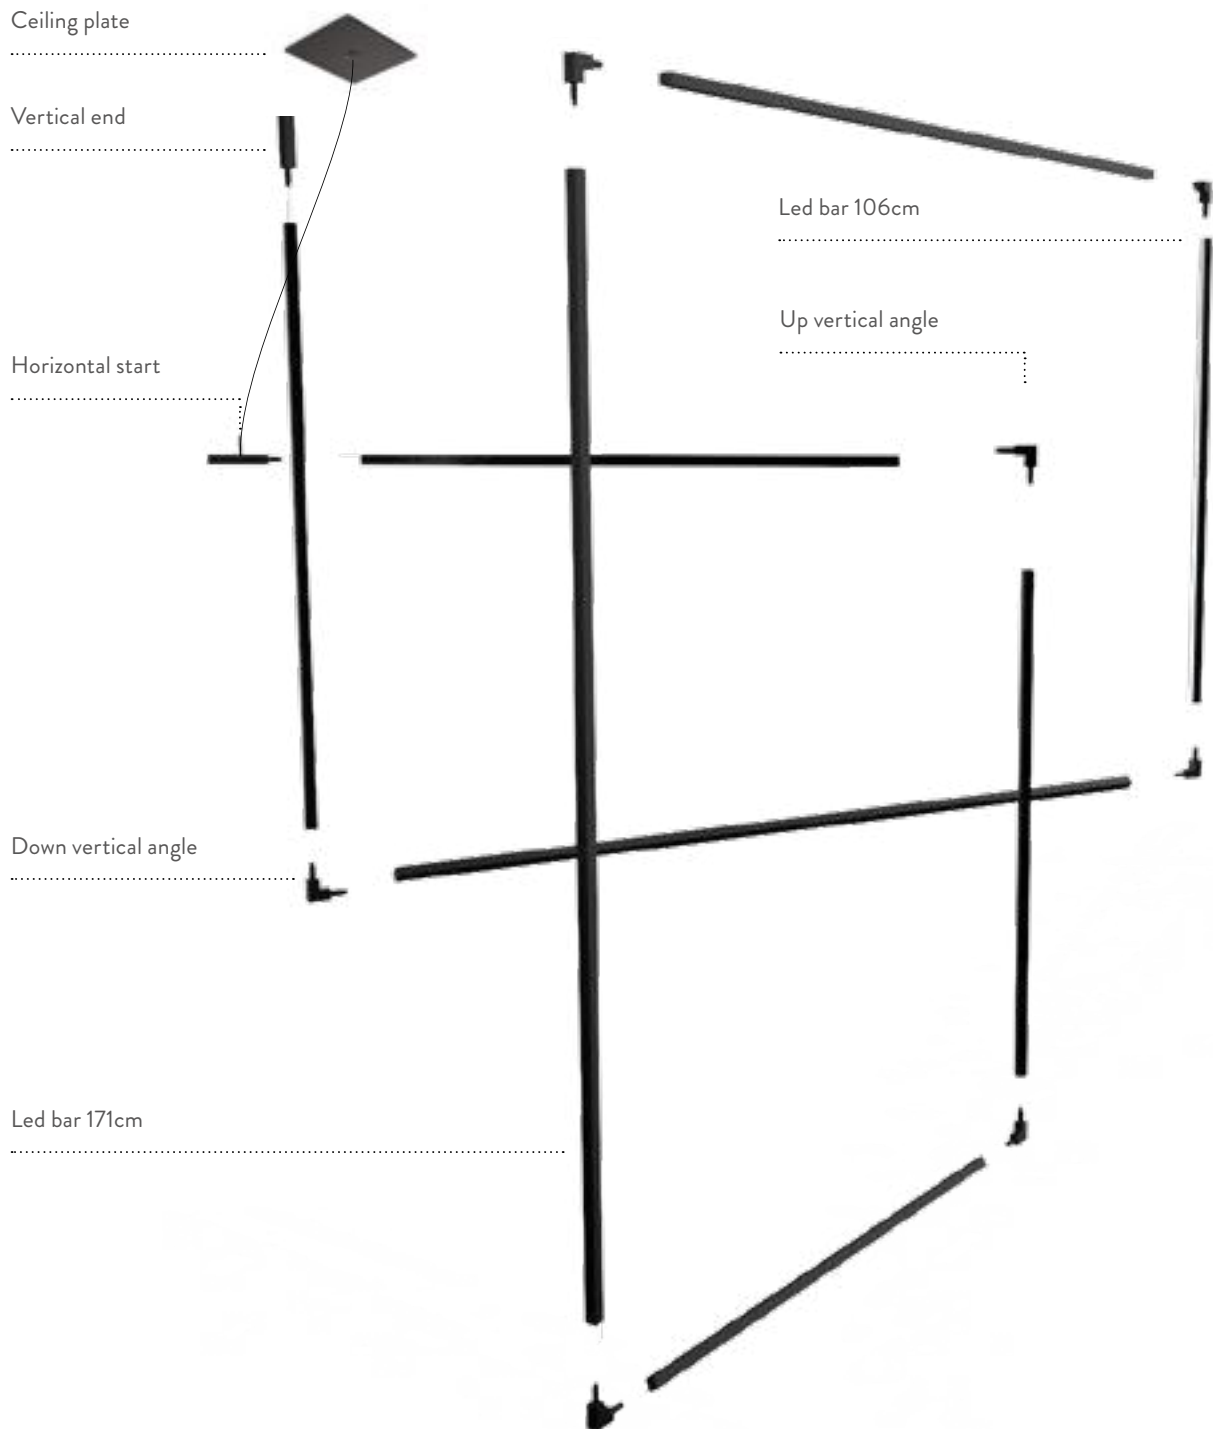 Ceiling plate
Vertical end
Led bar 106cm
Up vertical angle
Horizontal start
Down vertical angle
Led bar 171cm